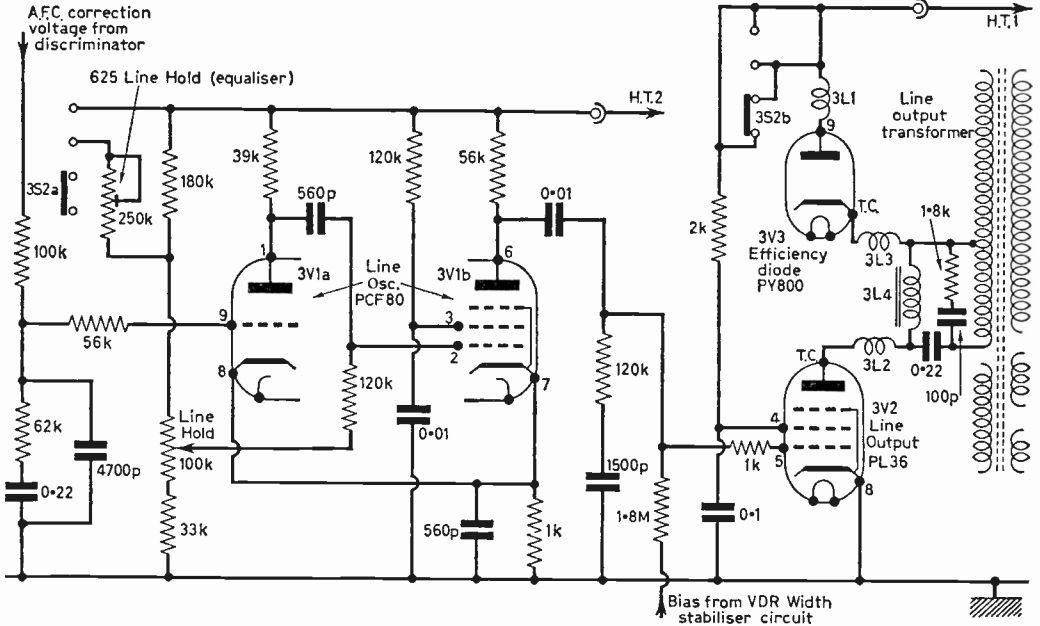 A.F.C. correction
voltage from
discriminator
625 Line Hold (equaliser)
3S2a
250k
180k
39k
120k
56k
H.T.2
560p
0·01
100k
1
3V1a
Line
Osc.
PCF80
3V1b
6
9
56k
3
2
8
7
120k
120k
62k
4700p
0·22
Line
Hold
100k
33k
0·01
560p
1k
1500p
1·8M
Bias from VDR Width
stabiliser circuit
H.T.1
3L1
3S2b
9
Line
output
transformer
2k
T.C.
3V3
Efficiency
diode
PY800
3L3
1·8k
3L4
T.C.
3L2
0·22
100p
4
5
1k
3V2
Line
Output
PL36
8
0·1